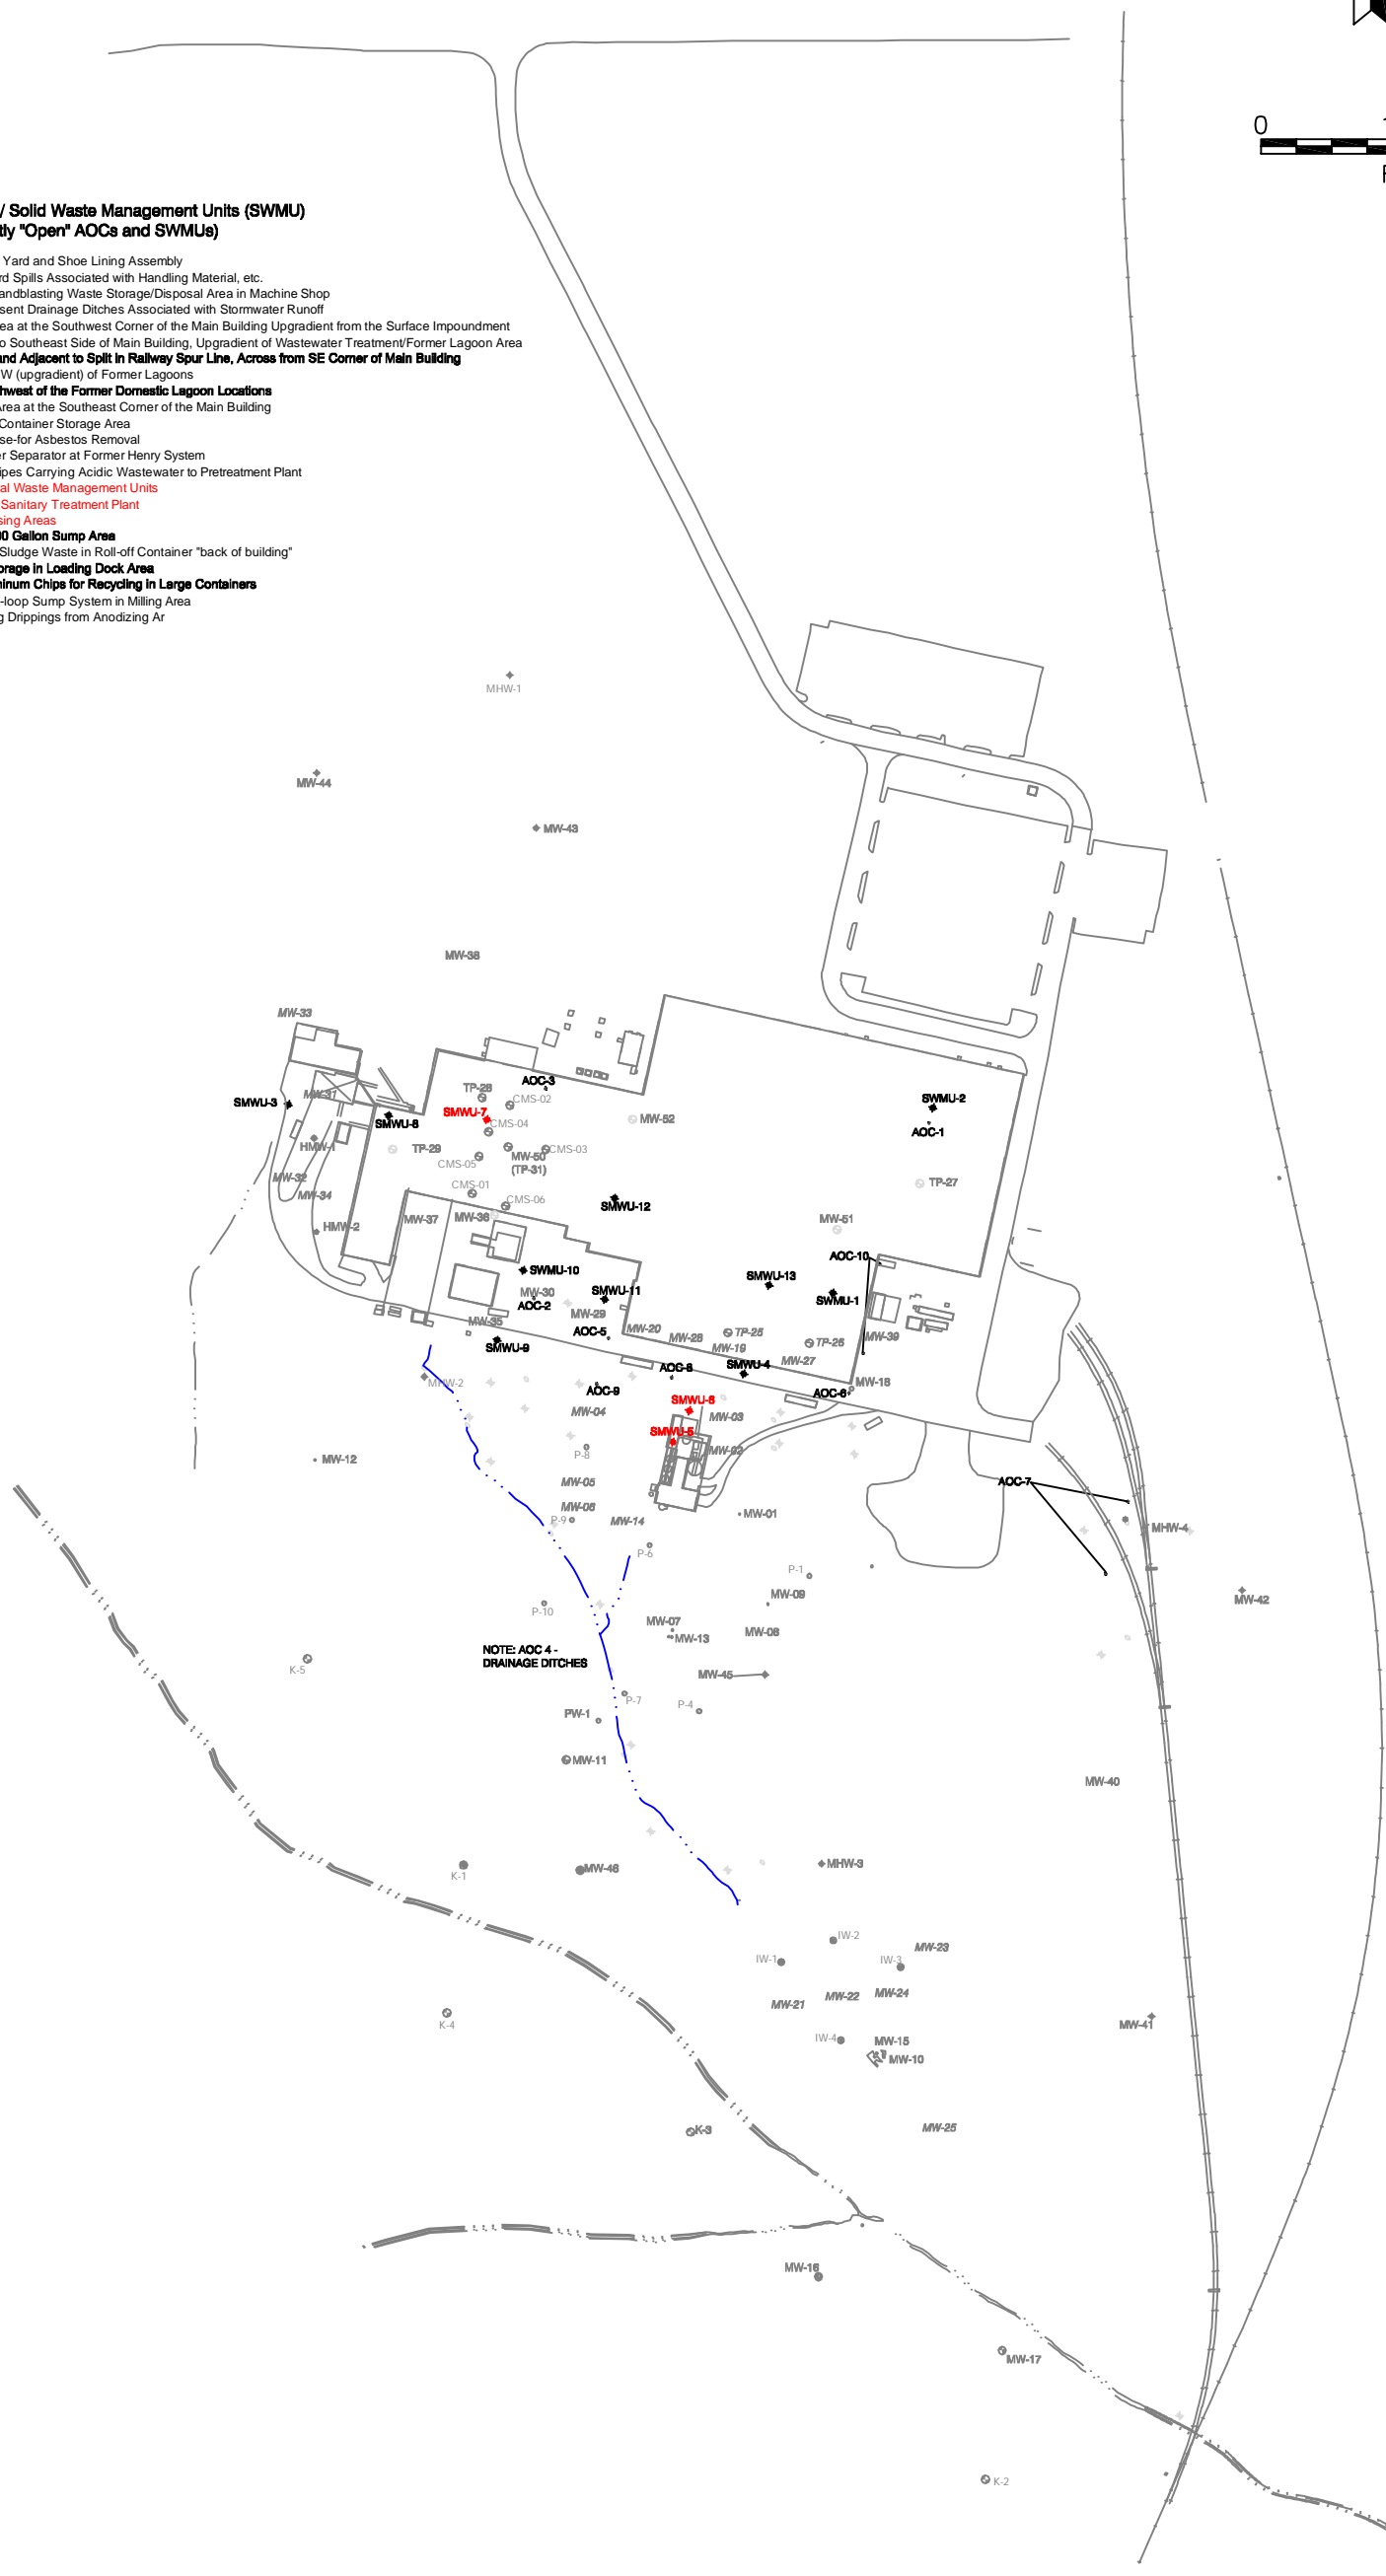 0
/ Solid Waste Management Units (SWMU)
tly "Open" AOCs and SWMUs)
Yard and Shoe Lining Assembly
rd Spills Associated with Handling Material, etc.
andblasting Waste Storage/Disposal Area in Machine Shop
sent Drainage Ditches Associated with Stormwater Runoff
ea at the Southwest Corner of the Main Building Upgradient from the Surface Impoundment
o Southeast Side of Main Building, Upgradient of Wastewater Treatment/Former Lagoon Area
and Adjacent to Split in Railway Spur Line, Across from SE Corner of Main Building
W (upgradient) of Former Lagoons
hwest of the Former Domestic Lagoon Locations
Area at the Southeast Corner of the Main Building
Container Storage Area
se-for Asbestos Removal
er Separator at Former Henry System
ipes Carrying Acidic Wastewater to Pretreatment Plant
al Waste Management Units
Sanitary Treatment Plant
sing Areas
00 Gallon Sump Area
Sludge Waste in Roll-off Container "back of building"
orage in Loading Dock Area
minum Chips for Recycling in Large Containers
-loop Sump System in Milling Area
g Drippings from Anodizing Ar
MHW-1
MW-44
MW-43
MW-38
MW-33
AOC-3
TP-28
MW-31
CMS-02
SMWU-3
SWMU-2
SMWU-7
SMWU-8
CMS-04
MW-52
AOC-1
HMW-1
TP-29
MW-50
(TP-31)
CMS-03
CMS-05
MW-32
TP-27
MW-34
CMS-01
CMS-06
SMWU-12
HMW-2
MW-37
MW-36
MW-51
AOC-10
SWMU-10
SMWU-13
MW-30
SMWU-11
AOC-2
SWMU-1
MW-29
MW-35
AOC-5
MW-20
MW-28
TP-25
MW-39
SMWU-9
MW-19
TP-26
MW-27
AOC-8
SMWU-4
MHW-2
AOC-9
AOC-6
MW-18
SMWU-6
MW-04
MW-03
SMWU-5
P-8
MW-02
MW-12
MW-05
AOC-7
MW-06
P-9
MW-14
MW-01
MHW-4
P-6
P-1
MW-09
MW-42
P-10
MW-07
MW-08
MW-13
NOTE: AOC 4 -
DRAINAGE DITCHES
K-5
MW-45
P-7
P-4
PW-1
MW-11
MW-40
K-1
MW-46
MHW-3
IW-2
IW-1
IW-3
MW-23
MW-21
MW-22
MW-24
K-4
MW-41
IW-4
MW-15
MW-10
K-3
MW-25
MW-16
MW-17
K-2